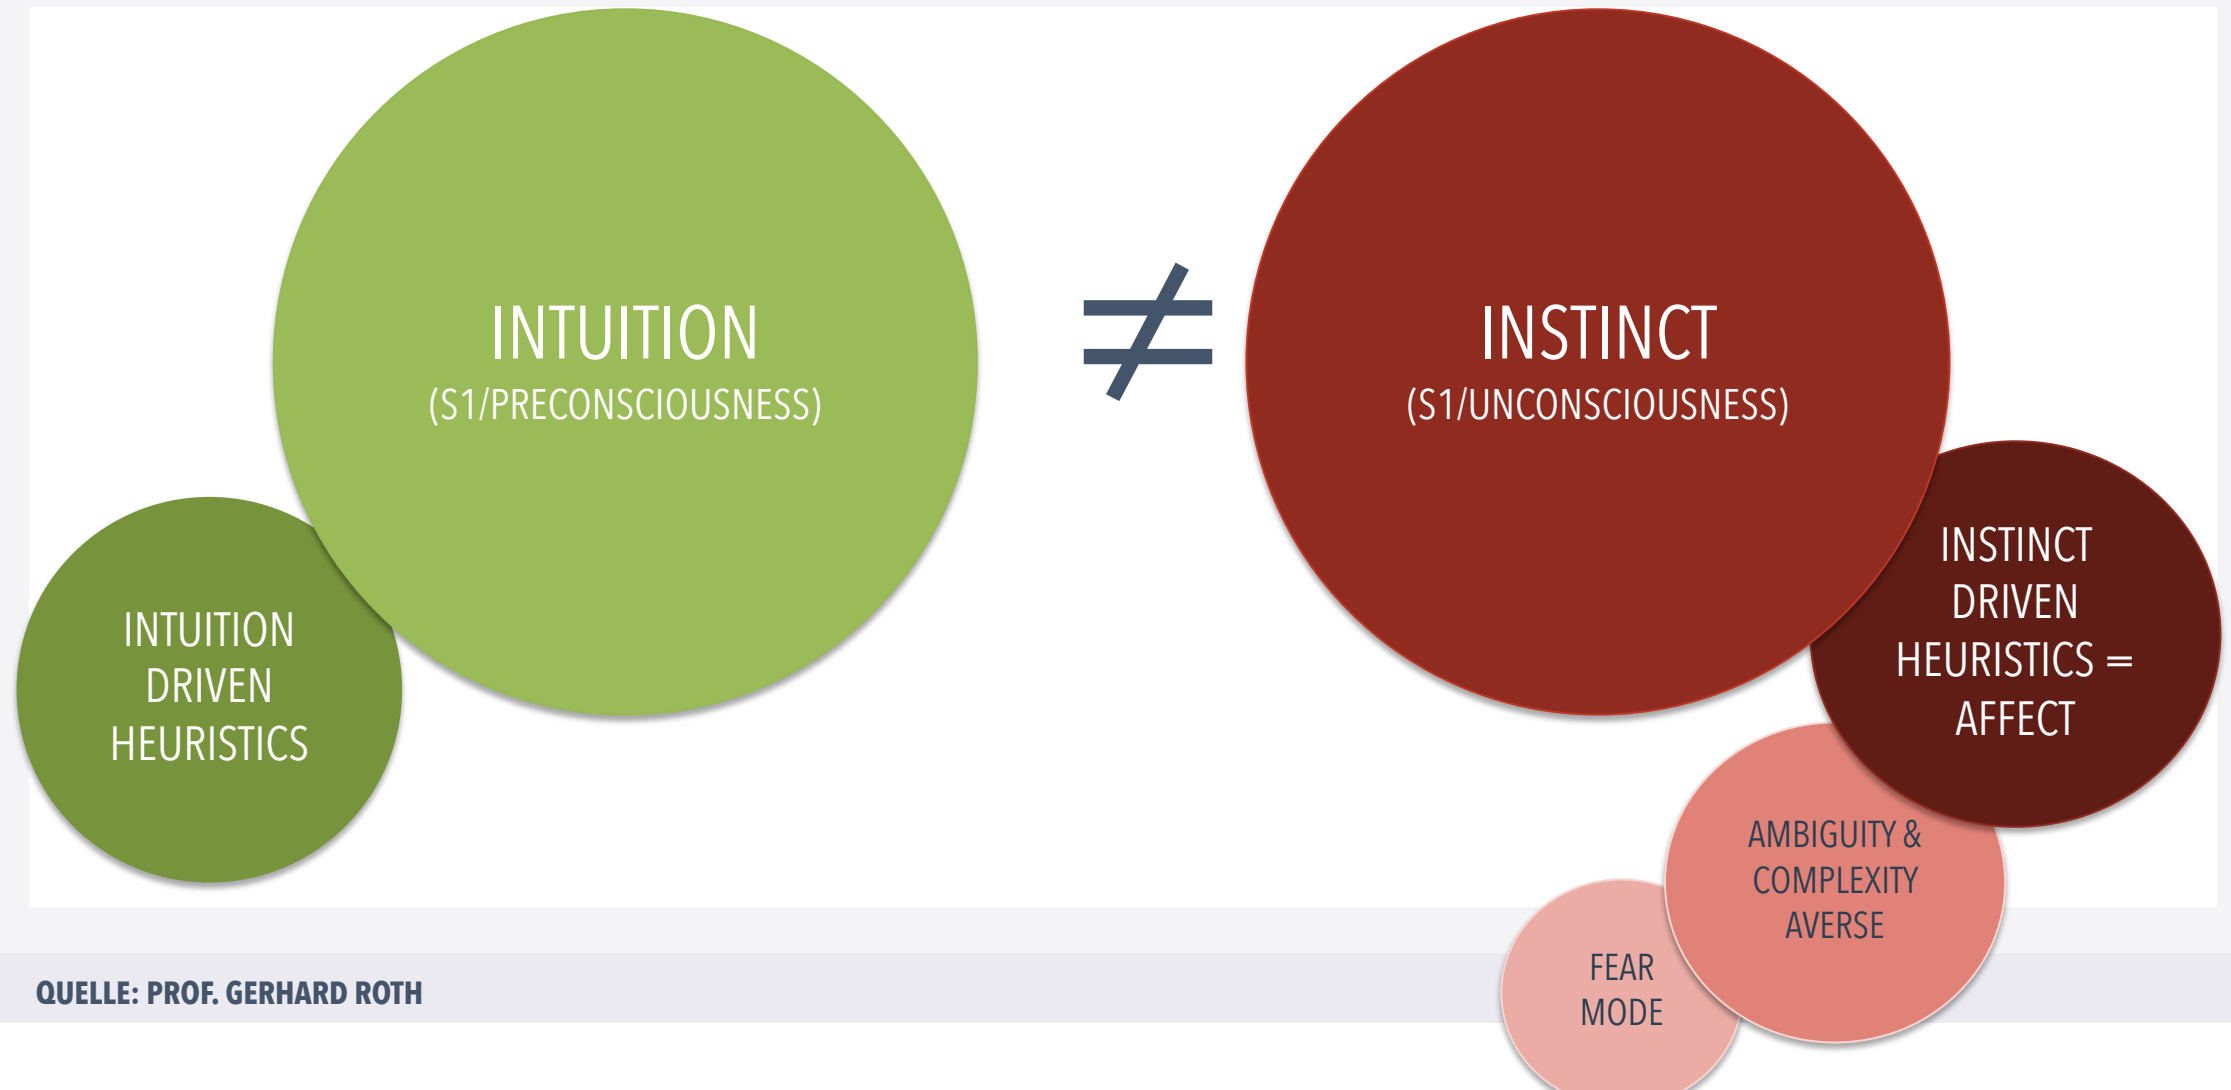 INTUITION
(S1/PRECONSCIOUSNESS)
≠
INSTINCT
(S1/UNCONSCIOUSNESS)
INTUITION
DRIVEN
HEURISTICS
INSTINCT
DRIVEN
HEURISTICS =
AFFECT
AMBIGUITY &
COMPLEXITY
AVERSE
FEAR
MODE
QUELLE: PROF. GERHARD ROTH